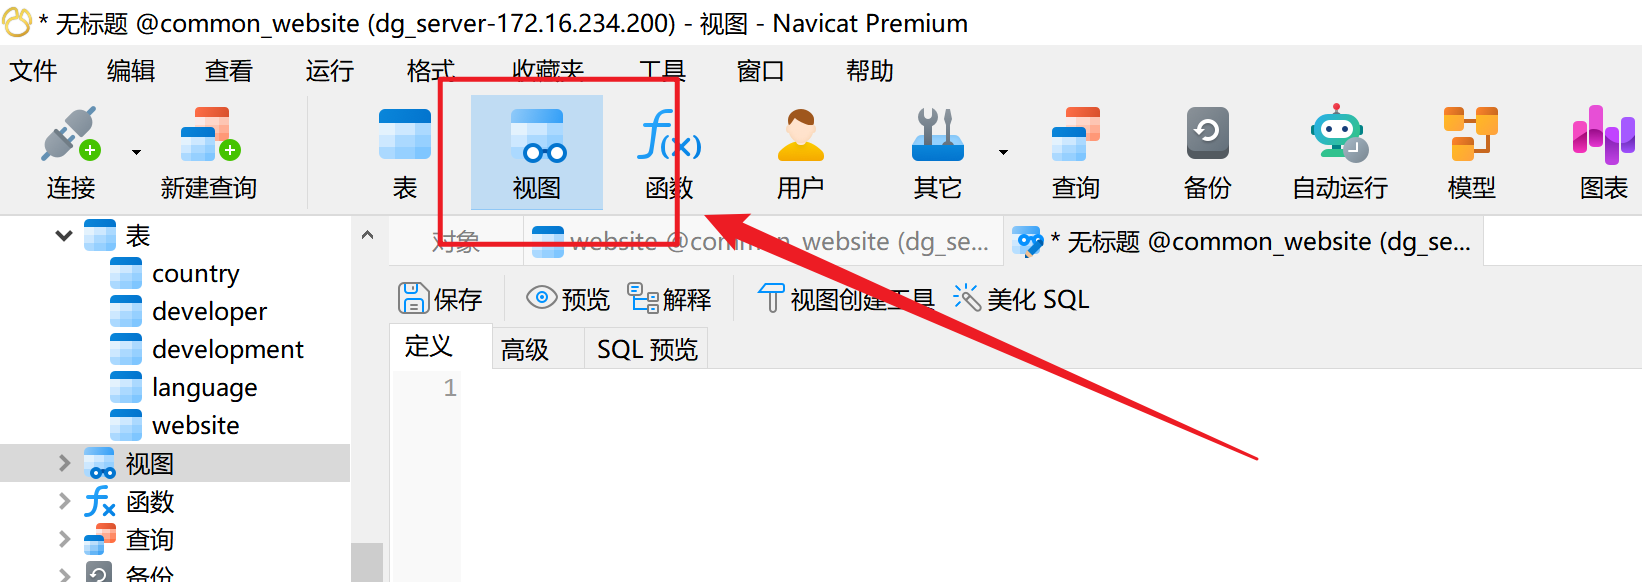 * 无标题 @common_website (dg_server-172.16.234.200) - 视图 - Navicat Premium
文件 编辑 查看 运行 格式 收藏夹 工具 窗口 帮助
连接 新建查询 表 视图 函数 用户 其它 查询 备份 自动运行 模型 图表
对象 website @common_website (dg_se... * 无标题 @common_website (dg_se...
保存 预览 解释 视图创建工具 美化 SQL
定义 高级 SQL 预览
1
表
country
developer
development
language
website
视图
函数
查询
备份